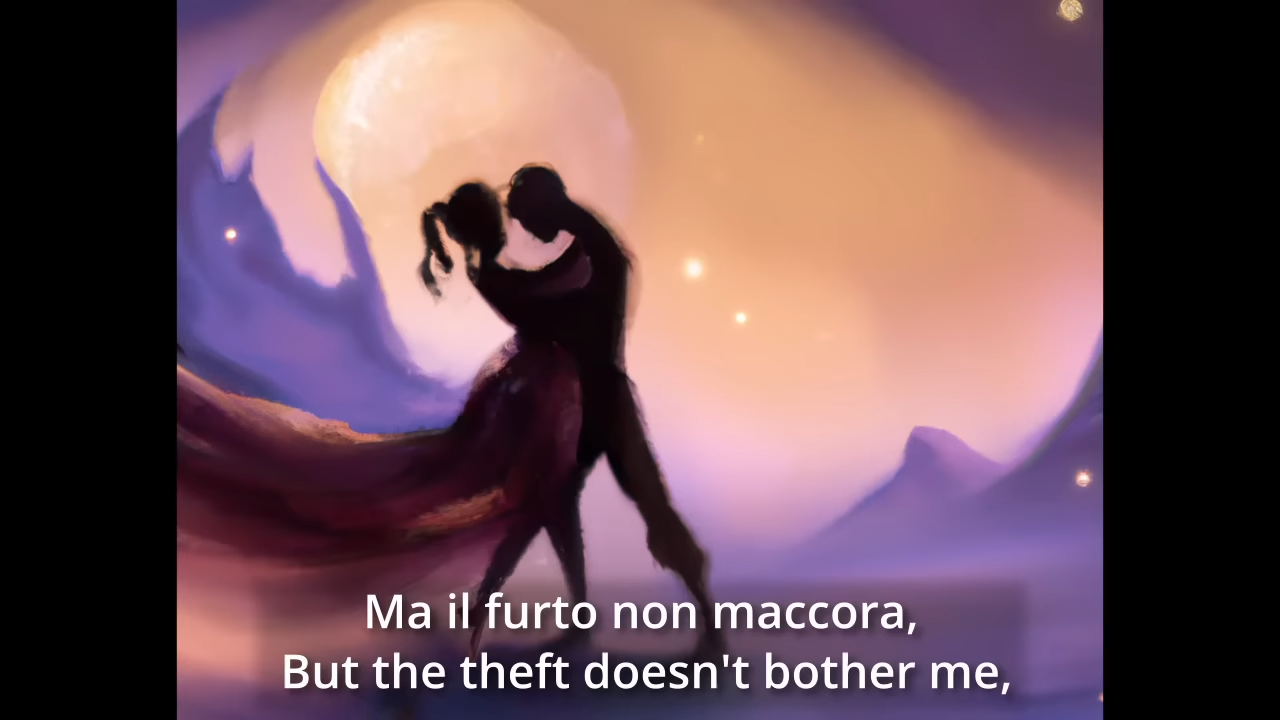 Ma il furto non maccora,
But the theft doesn't bother me,